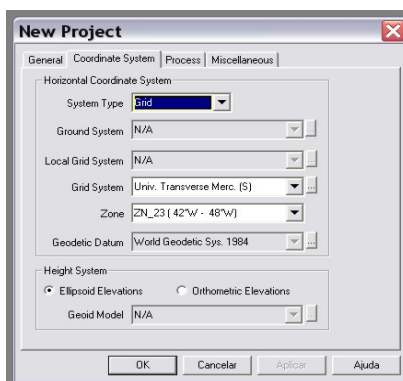 New Project
General Coordinate System Process Miscellaneous
Horizontal Coordinate System
System Type Grid
Ground System N/A ...
Local Grid System N/A ...
Grid System Univ. Transverse Merc. (S) ...
Zone ZN_23 ( 42°W - 48°W)
Geodetic Datum World Geodetic Sys. 1984 ...
Height System
Ellipsoid Elevations Orthometric Elevations
Geoid Model N/A ...
OK Cancelar Aplicar Ajuda